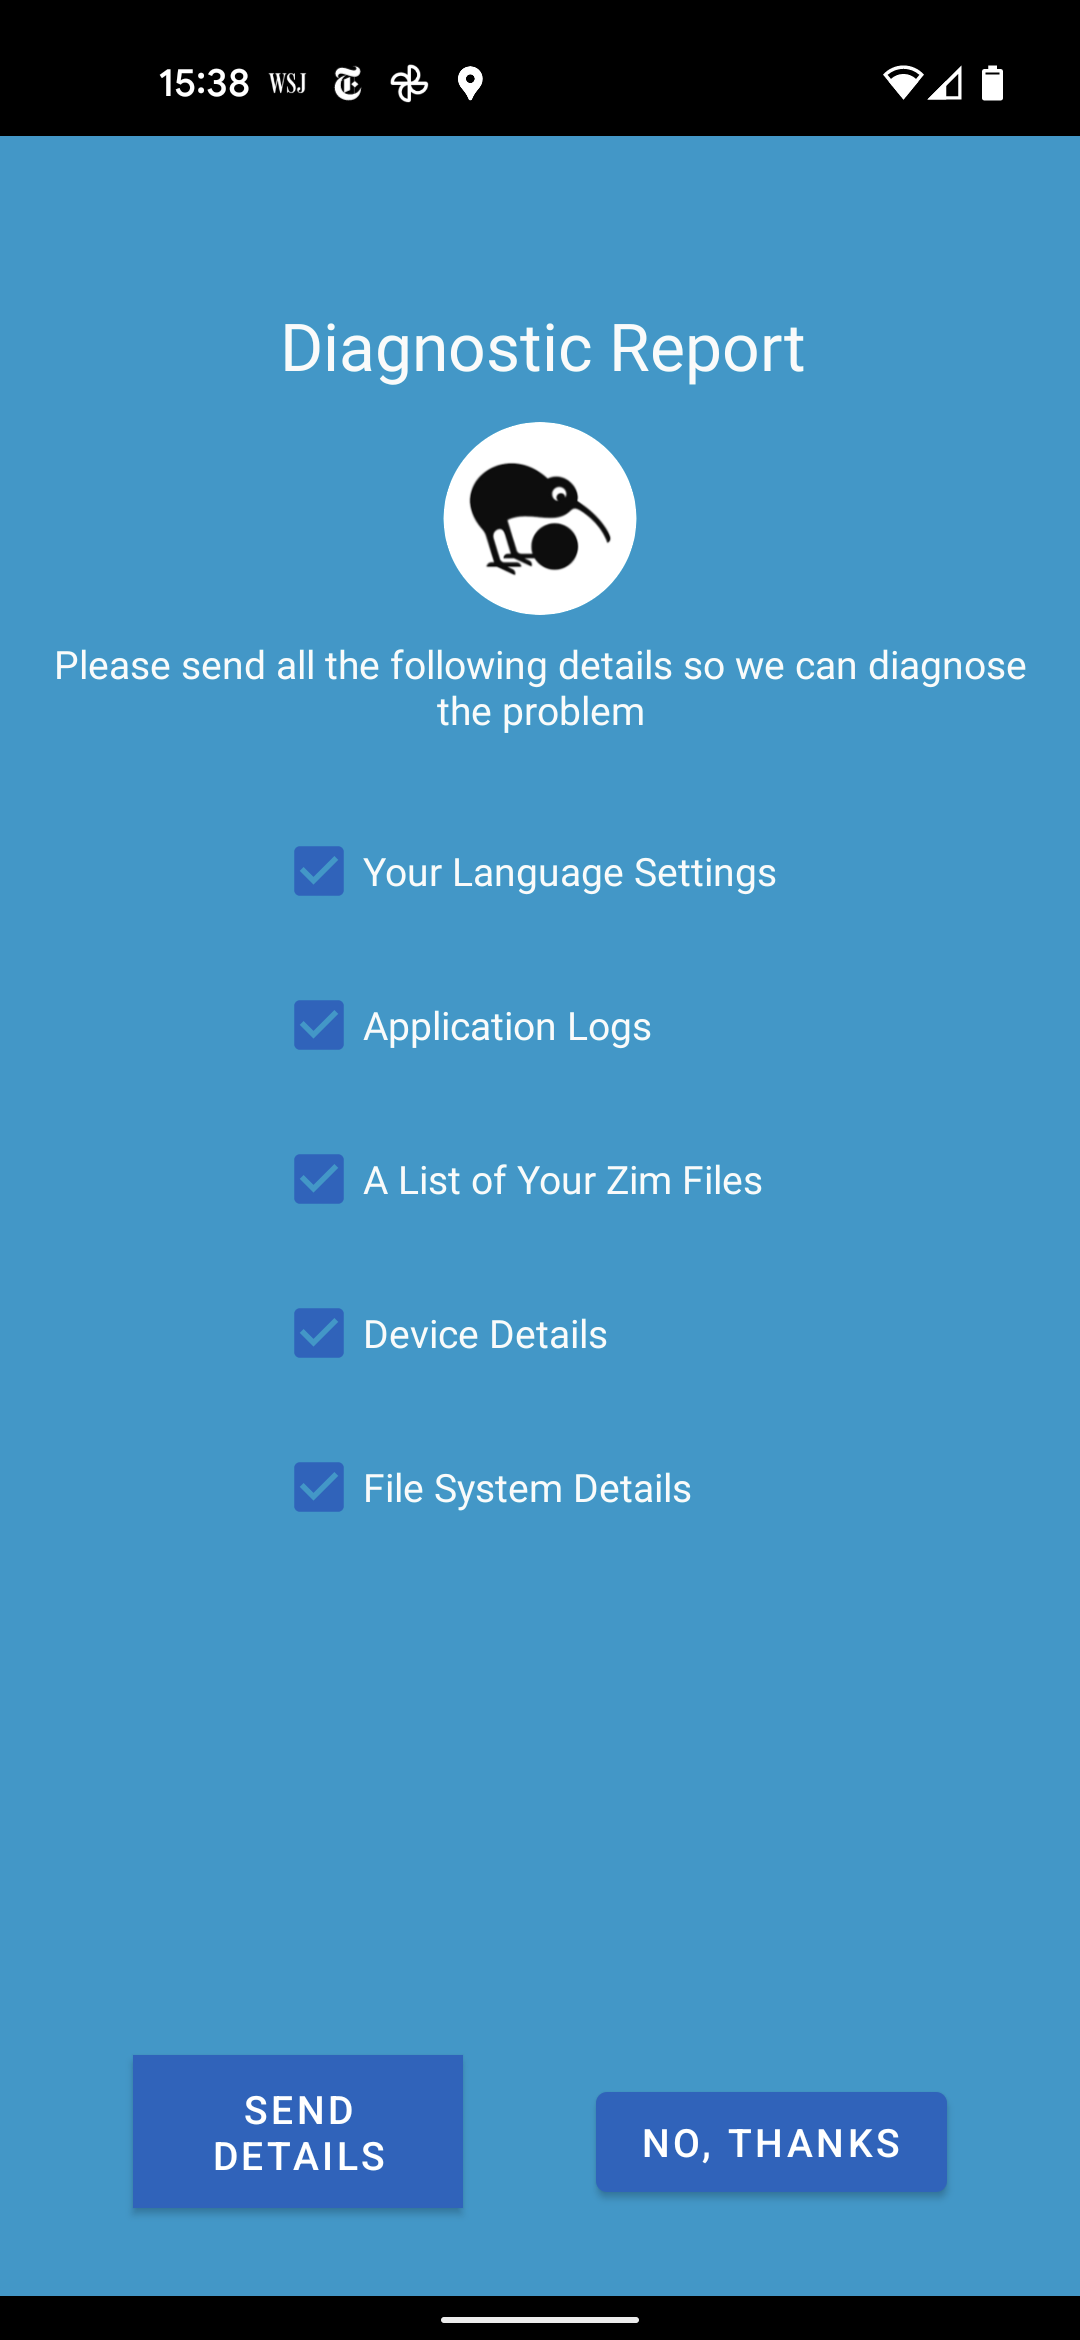 15:38 WSJ
Diagnostic Report
Please send all the following details so we can diagnose
the problem
Your Language Settings
Application Logs
A List of Your Zim Files
Device Details
File System Details
SEND
DETAILS
NO, THANKS